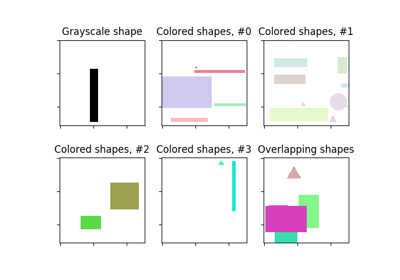 Grayscale shape
Colored shapes, #0
Colored shapes, #1
Colored shapes, #2
Colored shapes, #3
Overlapping shapes